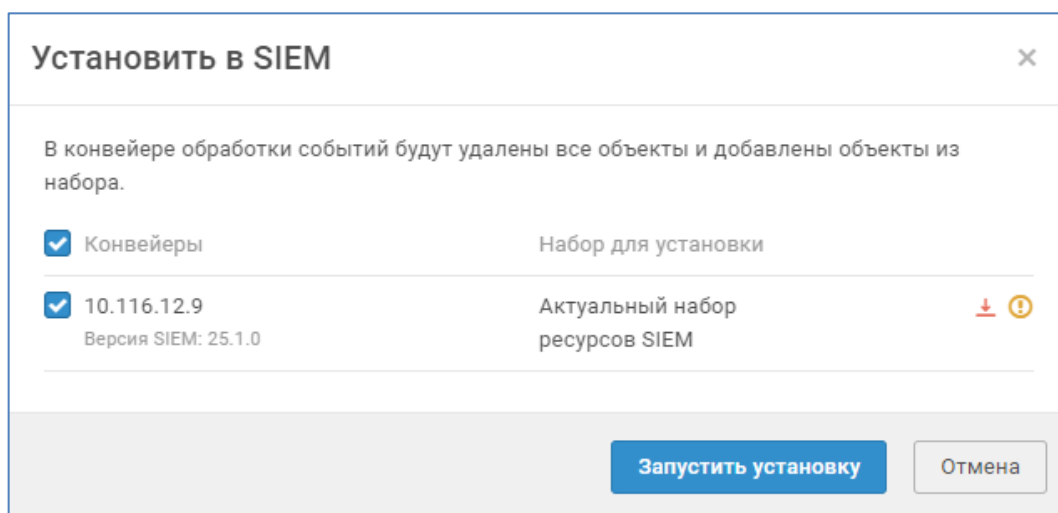 Установить в SIEM
В конвейере обработки событий будут удалены все объекты и добавлены объекты из
набора.
Конвейеры Набор для установки
10.116.12.9 Актуальный набор
Версия SIEM: 25.1.0 ресурсов SIEM
Запустить установку Отмена